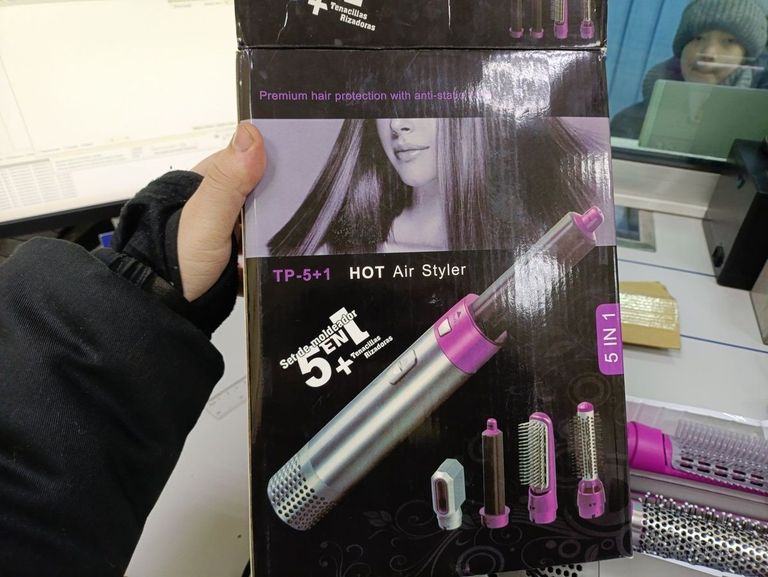 Tenacillas
Rizadoras
Premium hair protection with anti-static
TP-5+1 HOT Air Styler
Set de moldeador
5 EN 1
+ Tenacillas
Rizadoras
5 IN 1